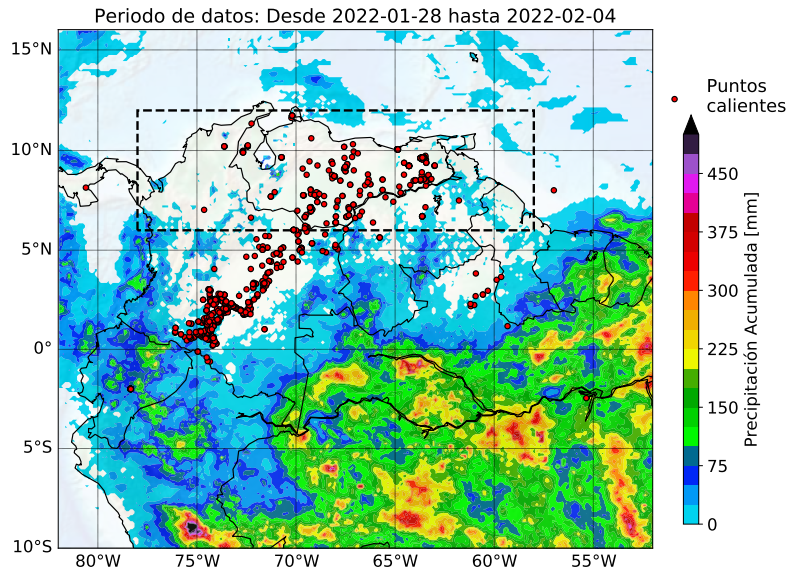 Periodo de datos: Desde 2022-01-28 hasta 2022-02-04
15°N
10°N
5°N
0°
5°S
10°S
80°W
75°W
70°W
65°W
60°W
55°W
Puntos
calientes
450
375
300
225
150
75
0
Precipitación Acumulada [mm]